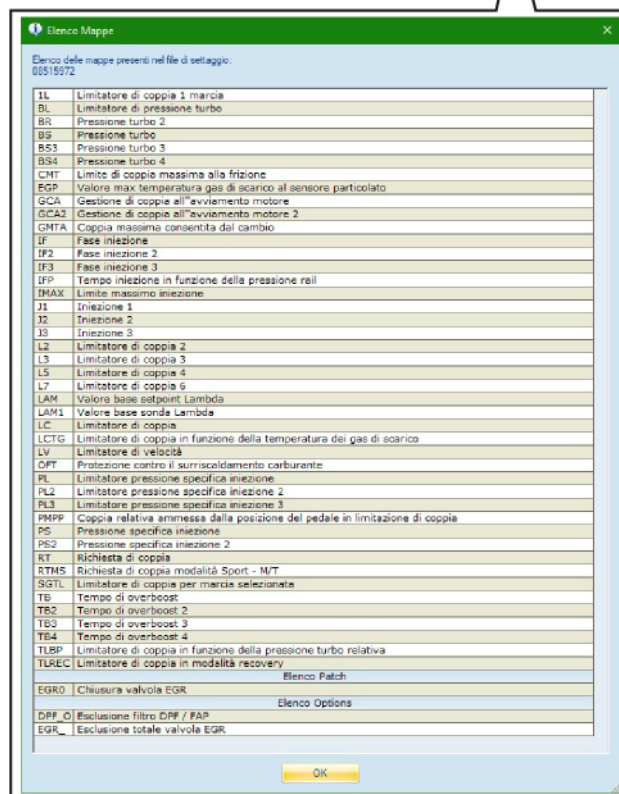 Elenco Mappe
Elenco delle mappe presenti nel file di settaggio:
08515972
1L Limitatore di coppia 1 marcia
BL Limitatore di pressione turbo
BR Pressione turbo 2
BS Pressione turbo
BS3 Pressione turbo 3
BS4 Pressione turbo 4
CMT Limite di coppia massima alla frizione
EGP Valore max temperatura gas di scarico al sensore particolato
GCA Gestione di coppia all"avviamento motore
GCA2 Gestione di coppia all"avviamento motore 2
GMTA Coppia massima consentita dal cambio
IF Fase iniezione
IF2 Fase iniezione 2
IF3 Fase iniezione 3
IFP Tempo iniezione in funzione della pressione rail
IMAX Limite massimo iniezione
J1 Iniezione 1
J2 Iniezione 2
J3 Iniezione 3
L2 Limitatore di coppia 2
L3 Limitatore di coppia 3
L5 Limitatore di coppia 4
L7 Limitatore di coppia 6
LAM Valore base setpoint Lambda
LAM1 Valore base sonda Lambda
LC Limitatore di coppia
LCTG Limitatore di coppia in funzione della temperatura dei gas di scarico
LV Limitatore di velocità
OFT Protezione contro il surriscaldamento carburante
PL Limitatore pressione specifica iniezione
PL2 Limitatore pressione specifica iniezione 2
PL3 Limitatore pressione specifica iniezione 3
PMPP Coppia relativa ammessa dalla posizione del pedale in limitazione di coppia
PS Pressione specifica iniezione
PS2 Pressione specifica iniezione 2
RT Richiesta di coppia
RTMS Richiesta di coppia modalità Sport - M/T
SGTL Limitatore di coppia per marcia selezionata
TB Tempo di overboost
TB2 Tempo di overboost 2
TB3 Tempo di overboost 3
TB4 Tempo di overboost 4
TLBP Limitatore di coppia in funzione della pressione turbo relativa
TLREC Limitatore di coppia in modalità recovery
Elenco Patch
EGR0 Chiusura valvola EGR
Elenco Options
DPF_O Esclusione filtro DPF / FAP
EGR_ Esclusione totale valvola EGR
OK